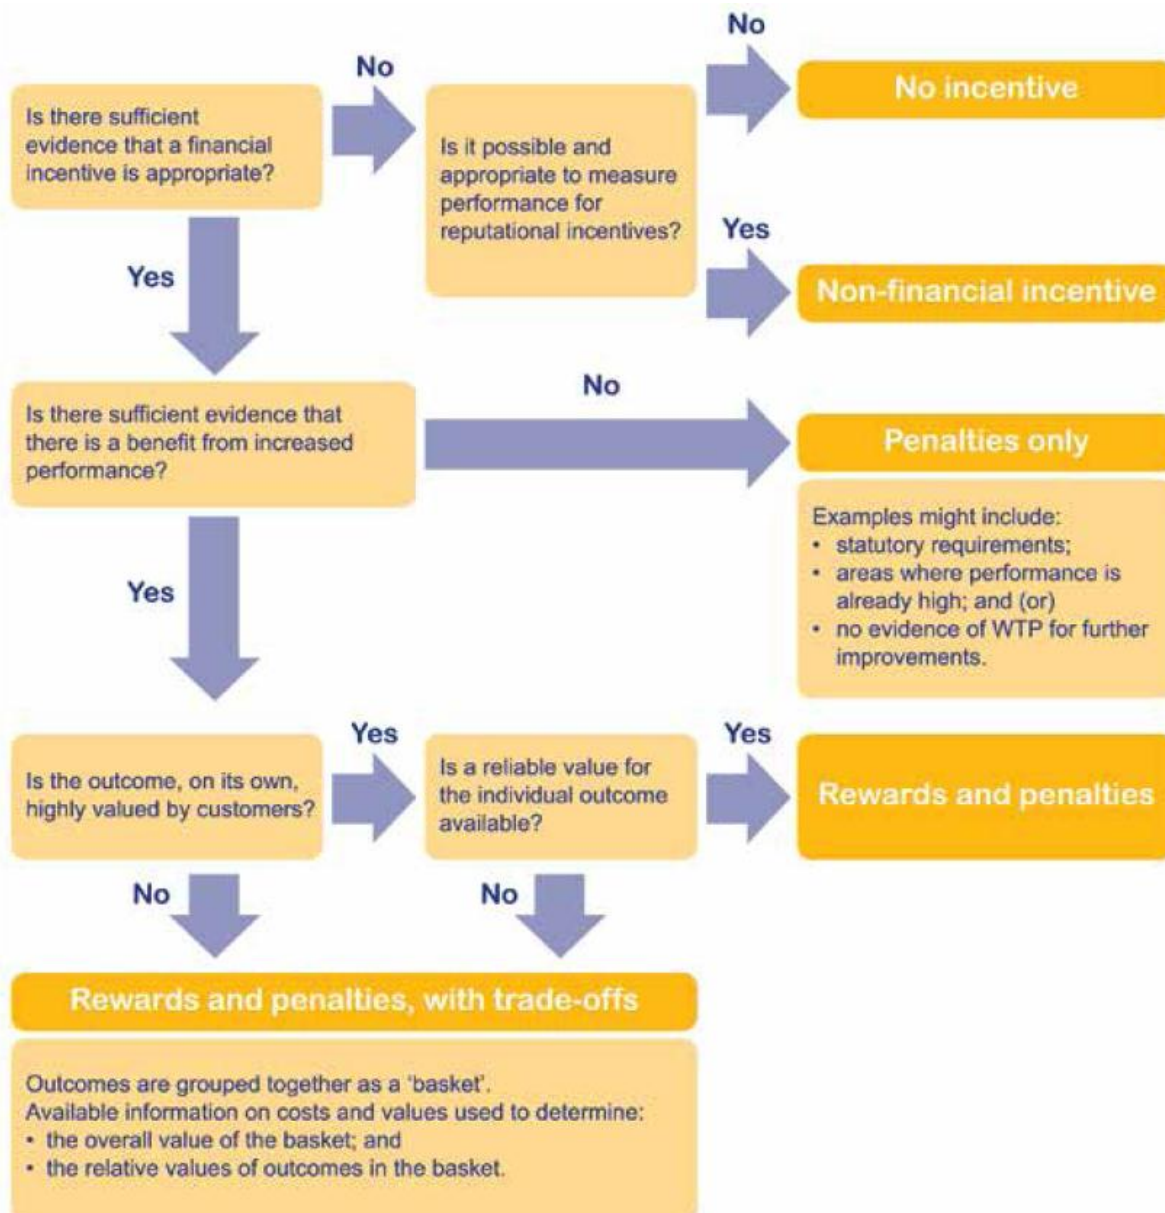 No
No
No incentive
Is there sufficient
evidence that a financial
incentive is appropriate?
Is it possible and
appropriate to measure
performance for
reputational incentives?
Yes
Yes
Non-financial incentive
No
Is there sufficient evidence that
there is a benefit from increased
performance?
Penalties only
Examples might include:
• statutory requirements;
• areas where performance is
already high; and (or)
• no evidence of WTP for further
improvements.
Yes
Yes
Yes
Is the outcome, on its own,
highly valued by customers?
Is a reliable value for
the individual outcome
available?
Rewards and penalties
No
No
Rewards and penalties, with trade-offs
Outcomes are grouped together as a ‘basket’.
Available information on costs and values used to determine:
• the overall value of the basket; and
• the relative values of outcomes in the basket.